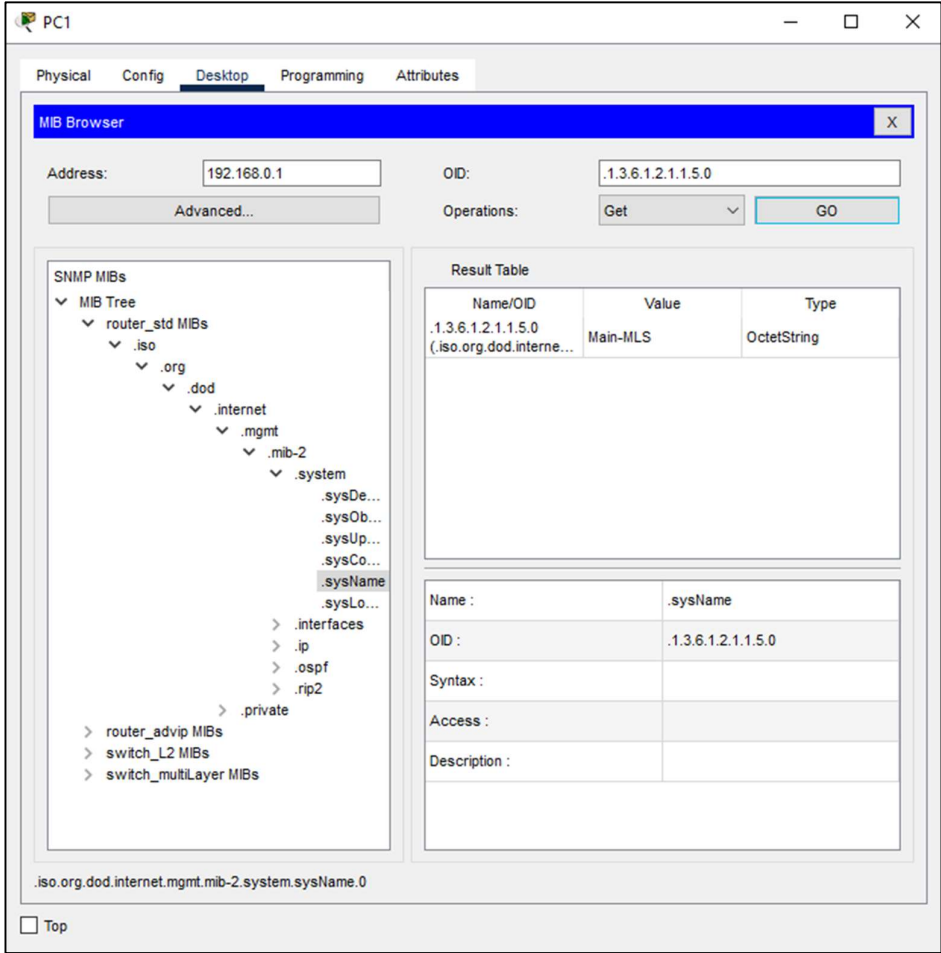 PC1
Physical Config Desktop Programming Attributes
MIB Browser X
Address: 192.168.0.1 OID: .1.3.6.1.2.1.1.5.0
Advanced... Operations: Get GO
SNMP MIBs
MIB Tree
router_std MIBs
.iso
.org
.dod
.internet
.mgmt
.mib-2
.system
.sysDe...
.sysOb...
.sysUp...
.sysCo...
.sysName
.sysLo...
.interfaces
.ip
.ospf
.rip2
.private
router_advip MIBs
switch_L2 MIBs
switch_multiLayer MIBs
Result Table
Name/OID Value Type
.1.3.6.1.2.1.1.5.0
(.iso.org.dod.interne... Main-MLS OctetString
Name : .sysName
OID : .1.3.6.1.2.1.1.5.0
Syntax :
Access :
Description :
.iso.org.dod.internet.mgmt.mib-2.system.sysName.0
Top